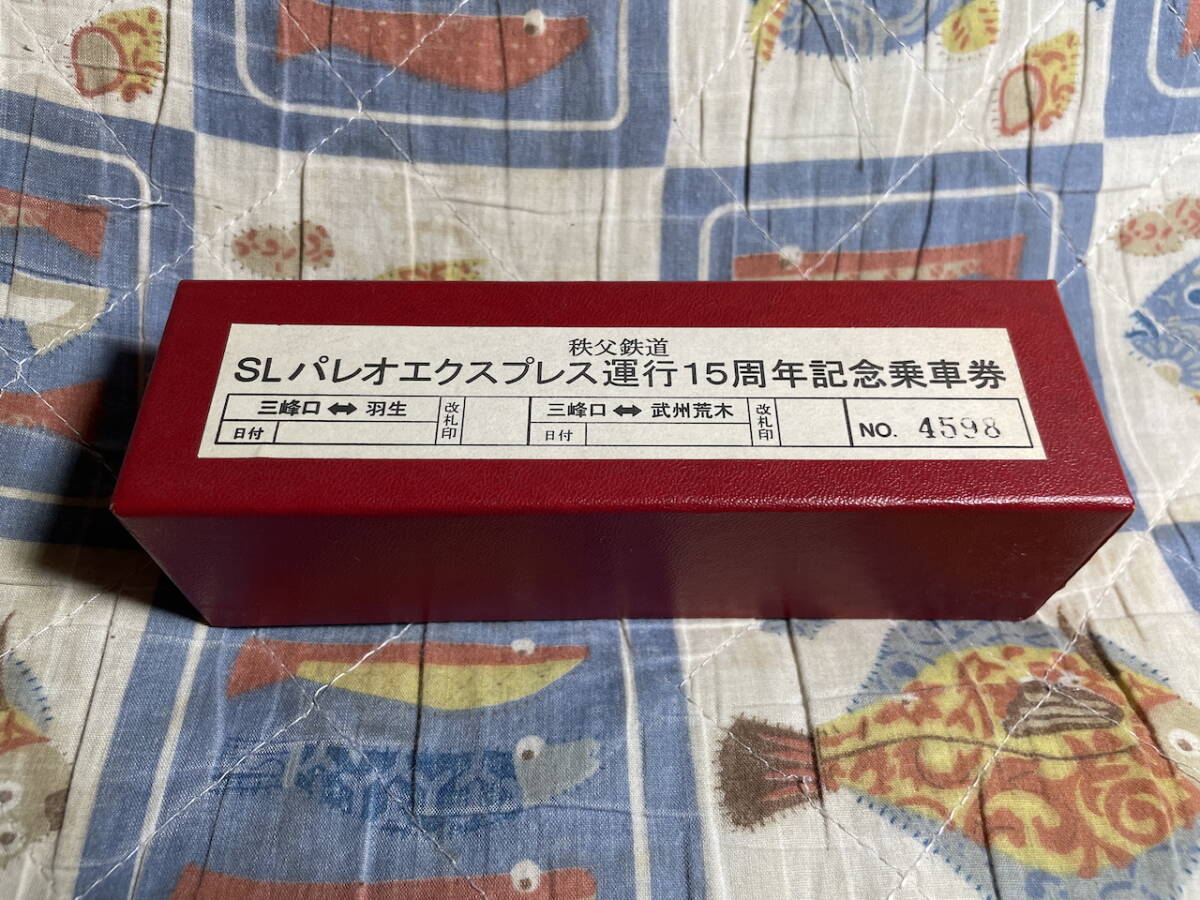 秩父鉄道
SLパレオエクスプレス運行15周年記念乗車券
三峰口 ⇔ 羽生 改札印 三峰口 ⇔ 武州荒木 改札印 NO. 4598
日付 日付